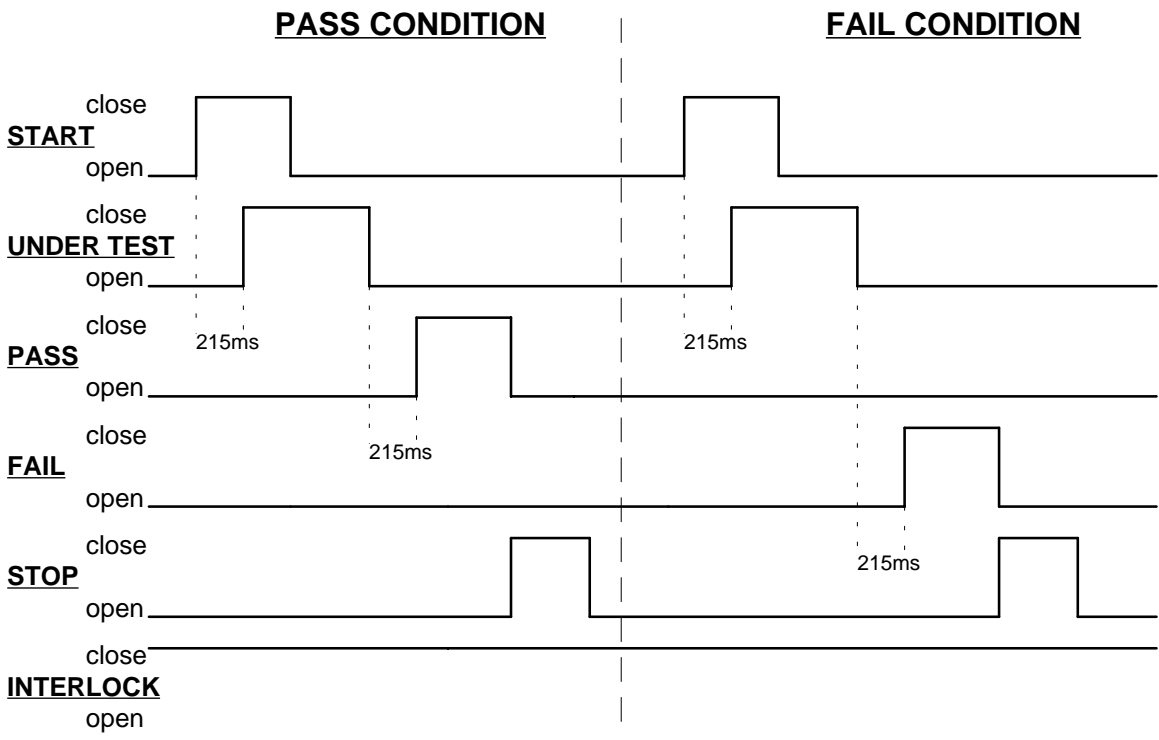 PASS CONDITION
FAIL CONDITION
close
START
open
close
UNDER TEST
open
close
215ms
215ms
PASS
open
close
215ms
FAIL
open
close
215ms
STOP
open
close
INTERLOCK
open